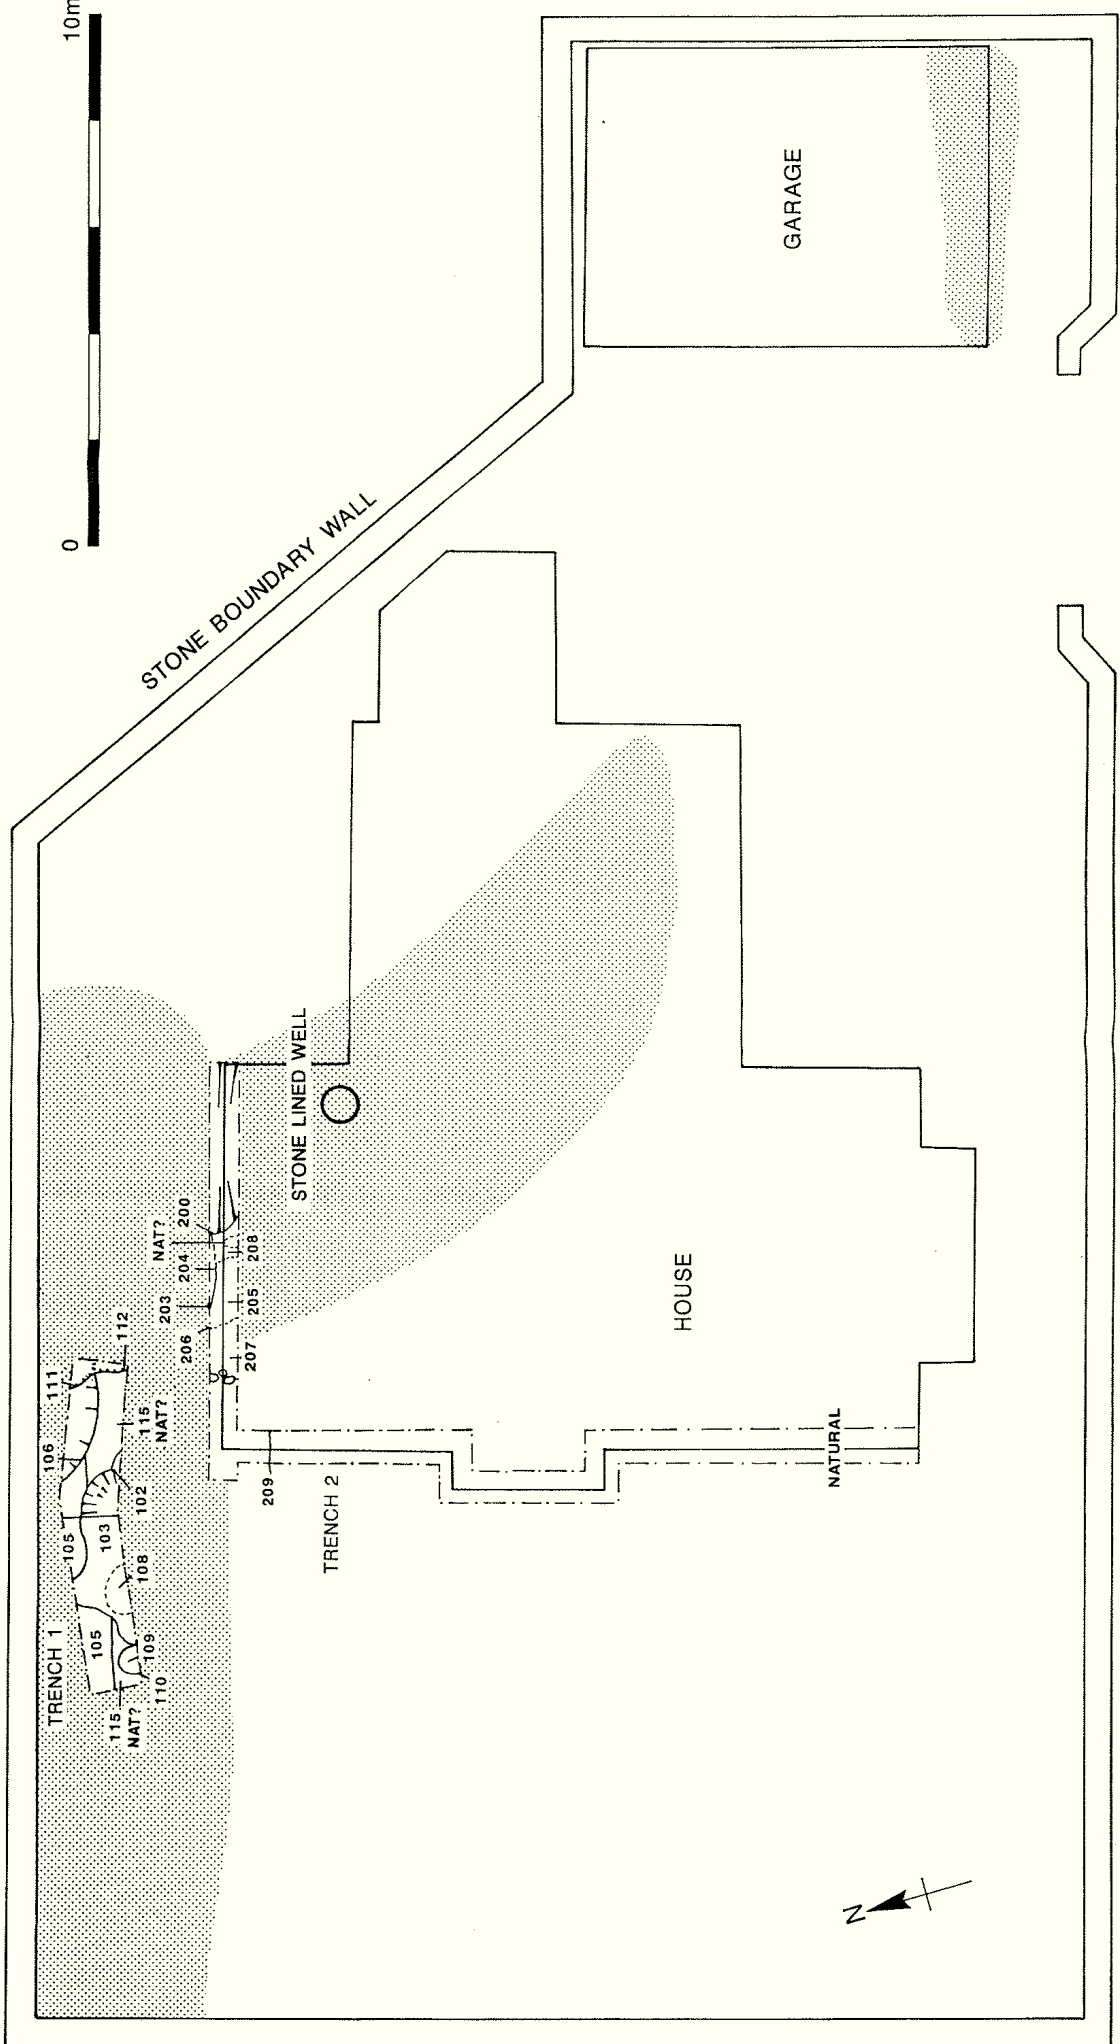 0
10m
STONE BOUNDARY WALL
GARAGE
STONE LINED WELL
HOUSE
TRENCH 1
105
105
103
106
111
112
115
NAT?
102
108
109
110
115
NAT?
NAT?
200
204
203
206
208
205
207
209
TRENCH 2
NATURAL
N